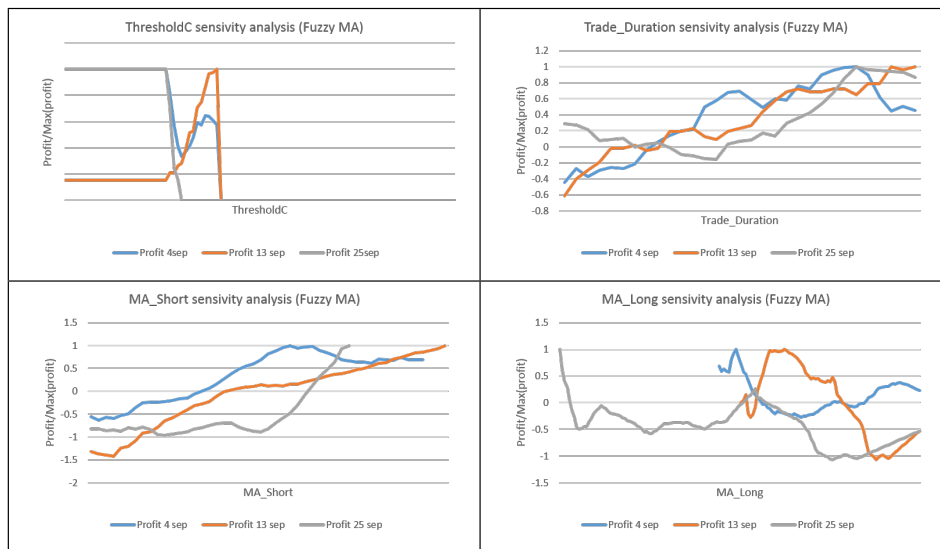 ThresholdC sensivity analysis (Fuzzy MA)
Profit/Max(profit)
ThresholdC
Profit 4sep
Profit 13 sep
Profit 25sep
Trade_Duration sensivity analysis (Fuzzy MA)
Profit/Max(profit)
1.2
1
0.8
0.6
0.4
0.2
0
-0.2
-0.4
-0.6
-0.8
Trade_Duration
Profit 4 sep
Profit 13 sep
Profit 25 sep
MA_Short sensivity analysis (Fuzzy MA)
Profit/Max(profit)
1.5
1
0.5
0
-0.5
-1
-1.5
-2
MA_Short
Profit 4 sep
Profit 13 sep
Profit 25 sep
MA_Long sensivity analysis (Fuzzy MA)
Profit/Max(profit)
1.5
1
0.5
0
-0.5
-1
-1.5
MA_Long
Profit 4 sep
Profit 13 sep
Profit 25 sep